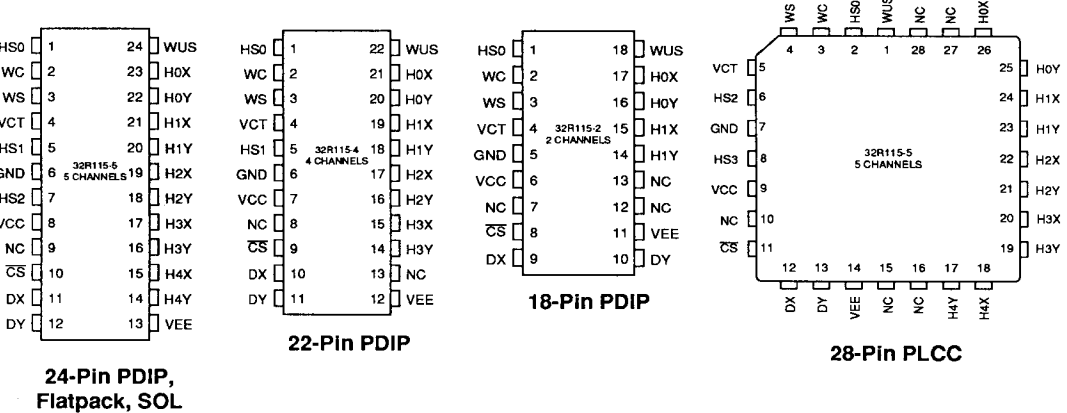 HS0 1 24 WUS
WC 2 23 H0X
WS 3 22 H0Y
VCT 4 21 H1X
HS1 5 20 H1Y
GND 6 32R115-5 5 CHANNELS 19 H2X
HS2 7 18 H2Y
VCC 8 17 H3X
NC 9 16 H3Y
CS 10 15 H4X
DX 11 14 H4Y
DY 12 13 VEE
24-Pin PDIP,
Flatpack, SOL
HS0 1 22 WUS
WC 2 21 H0X
WS 3 20 H0Y
VCT 4 19 H1X
HS1 5 32R115-4 18 H1Y
4 CHANNELS
GND 6 17 H2X
VCC 7 16 H2Y
NC 8 15 H3X
CS 9 14 H3Y
DX 10 13 NC
DY 11 12 VEE
22-Pin PDIP
HS0 1 18 WUS
WC 2 17 H0X
WS 3 16 H0Y
VCT 4 32R115-2 15 H1X
2 CHANNELS
GND 5 14 H1Y
VCC 6 13 NC
NC 7 12 NC
CS 8 11 VEE
DX 9 10 DY
18-Pin PDIP
WS WC HS0 WUS NC NC H0X
4 3 2 1 28 27 26
VCT 5 25 H0Y
HS2 6 24 H1X
GND 7 23 H1Y
HS3 8 32R115-5 22 H2X
5 CHANNELS
VCC 9 21 H2Y
NC 10 20 H3X
CS 11 19 H3Y
12 13 14 15 16 17 18
DX DY VEE NC NC H4Y H4X
28-Pin PLCC